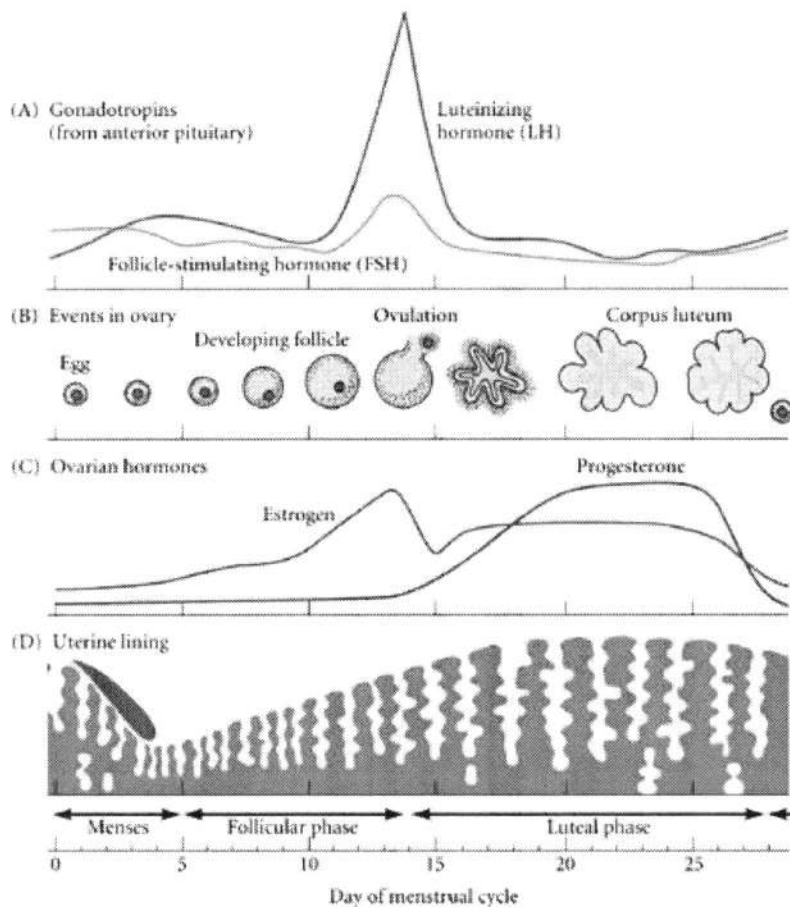 (A) Gonadotropins
(from anterior pituitary)
Luteinizing
hormone (LH)
Follicle-stimulating hormone (FSH)
(B) Events in ovary
Ovulation
Corpus luteum
Developing follicle
Egg
(C) Ovarian hormones
Progesterone
Estrogen
(D) Uterine lining
Menses
Follicular phase
Luteal phase
0
5
10
15
20
25
Day of menstrual cycle